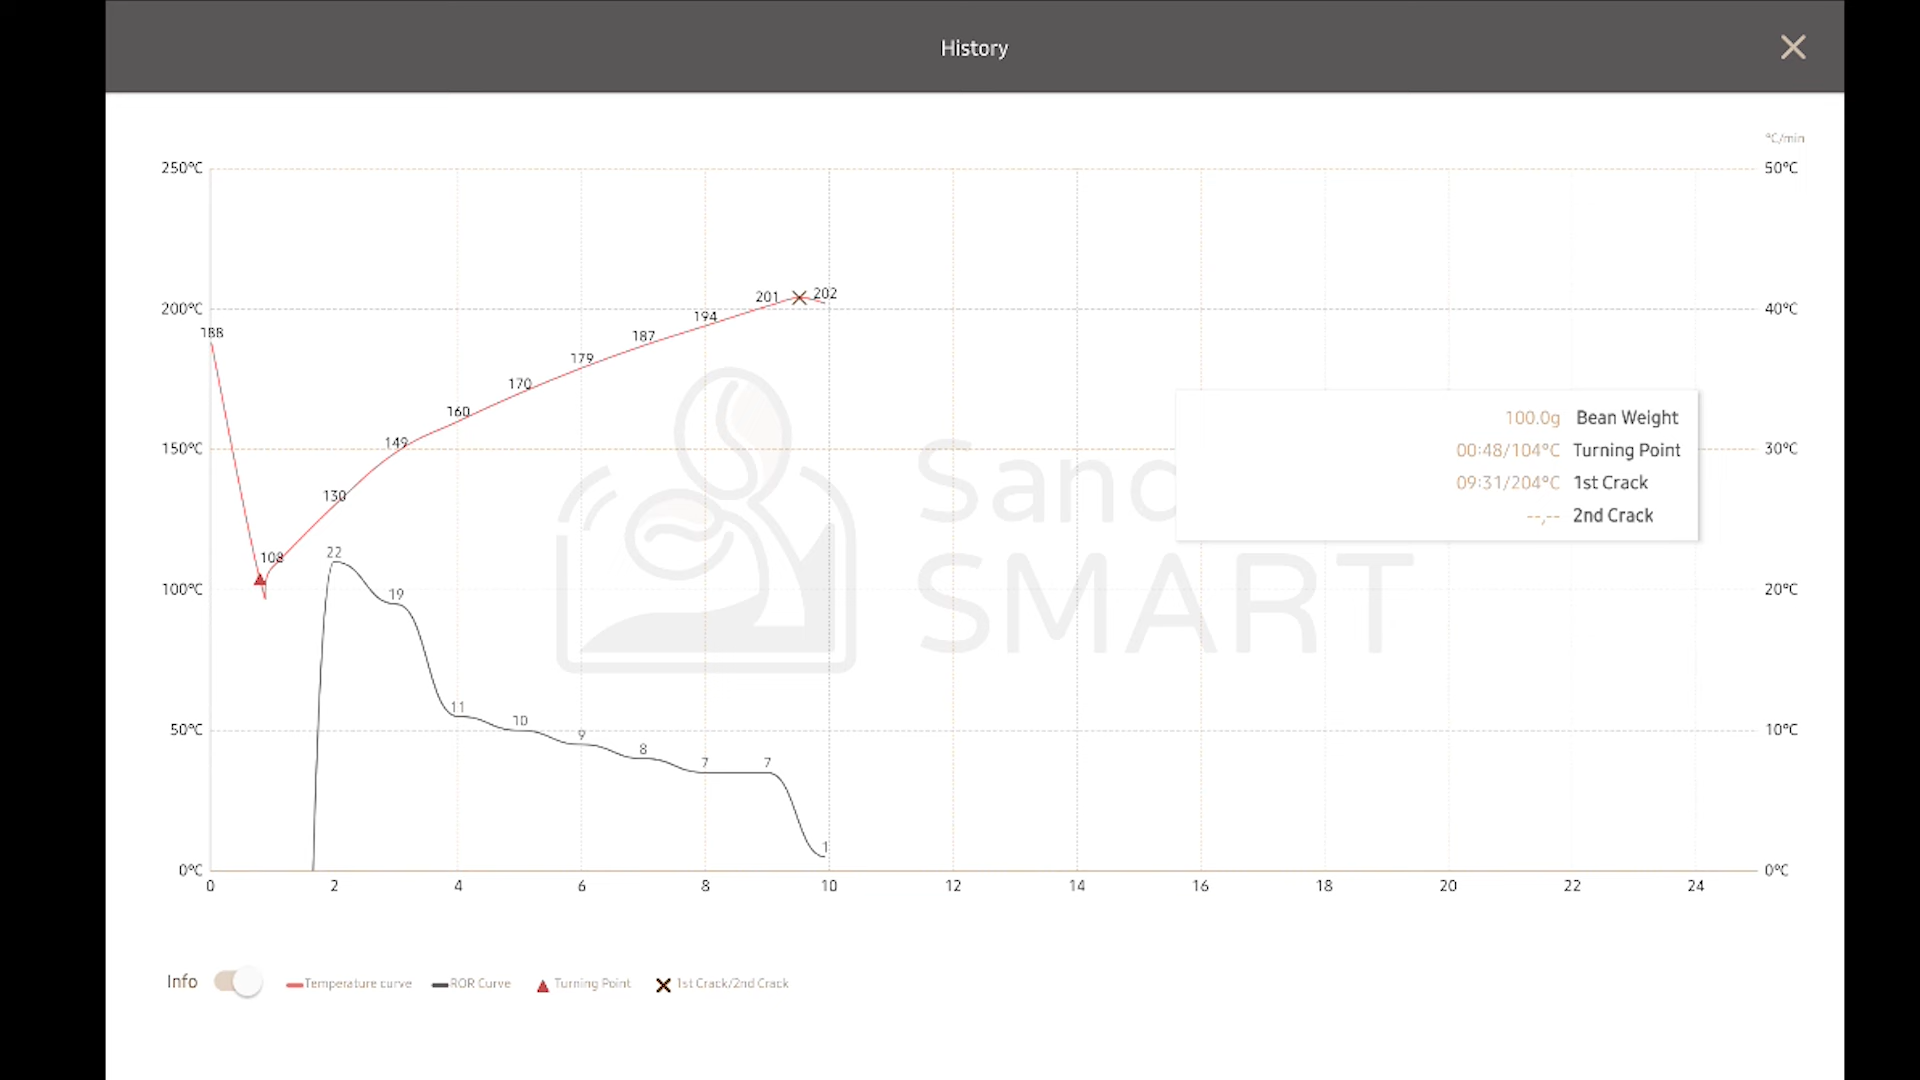 History
°C/min
250°C
50°C
200°C
40°C
188
201
202
194
187
179
170
160
149
130
108
150°C
30°C
100.0g Bean Weight
00:48/104°C Turning Point
09:31/204°C 1st Crack
--,-- 2nd Crack
SMART
100°C
20°C
22
19
11
10
9
8
7
7
1
50°C
10°C
0°C
0°C
0 2 4 6 8 10 12 14 16 18 20 22 24
Info Temperature curve ROR Curve Turning Point 1st Crack/2nd Crack